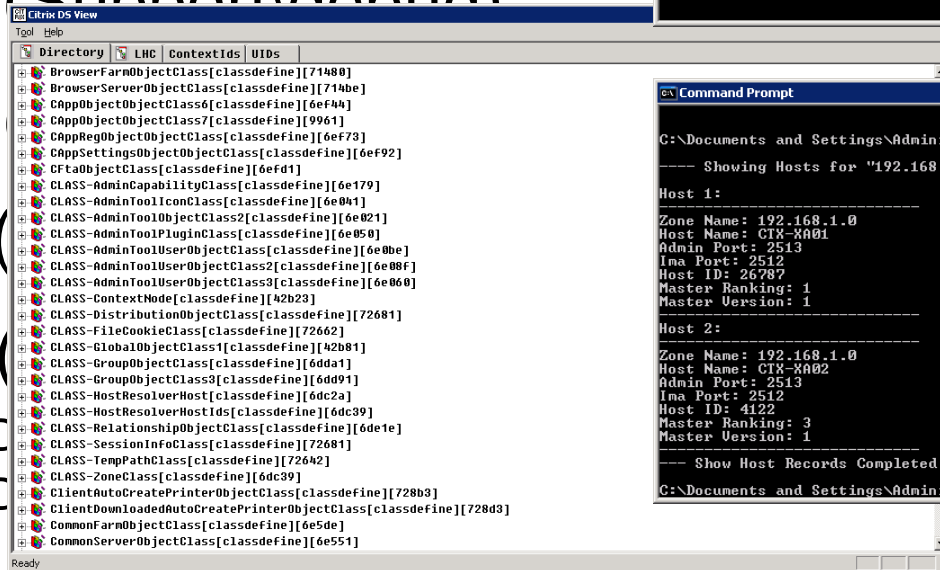 Citrix DS View
Tool Help
Directory LHC ContextIds UIDs
BrowserFarmObjectClass[classdefine][71480]
BrowserServerObjectClass[classdefine][714be]
CAppObjectObjectClass6[6ef44]
CAppObjectObjectClass7[9961]
CAppRegObjectObjectClass[6ef73]
CAppSettingsObjectObjectClass[classdefine][6ef92]
CFtaObjectClass[classdefine][6efd1]
CLASS-AdminCapabilityClass[classdefine][6e179]
CLASS-AdminToolIconClass[classdefine][6e041]
CLASS-AdminToolObjectClass2[classdefine][6e021]
CLASS-AdminToolPluginClass[classdefine][6e050]
CLASS-AdminToolUserObjectClass[classdefine][6e0be]
CLASS-AdminToolUserObjectClass2[classdefine][6e08f]
CLASS-AdminToolUserObjectClass3[classdefine][6e060]
CLASS-ContextNode[classdefine][42b23]
CLASS-DistributionObjectClass[classdefine][72681]
CLASS-FileCookieClass[classdefine][72662]
CLASS-GlobalObjectClass1[classdefine][42b81]
CLASS-GroupObjectClass[classdefine][6dda1]
CLASS-GroupObjectClass3[classdefine][6dd91]
CLASS-HostResolverHost[classdefine][6dc2a]
CLASS-HostResolverHostIds[classdefine][6dc39]
CLASS-RelationshipObjectClass[classdefine][6de1e]
CLASS-SessionInfoClass[classdefine][72681]
CLASS-TempPathClass[classdefine][72642]
CLASS-ZoneClass[classdefine][6dc39]
ClientAutoCreatePrinterObjectClass[classdefine][728b3]
ClientDownloadedAutoCreatePrinterObjectClass[classdefine][728d3]
CommonFarmObjectClass[classdefine][6e5de]
CommonServerObjectClass[classdefine][6e551]
Ready
Command Prompt
C:\Documents and Settings\Admin
---- Showing Hosts for "192.168
Host 1:
-------------------------------
Zone Name: 192.168.1.0
Host Name: CTX-XA01
Admin Port: 2513
Ima Port: 2512
Host ID: 26787
Master Ranking: 1
Master Version: 1
-------------------------------
Host 2:
-------------------------------
Zone Name: 192.168.1.0
Host Name: CTX-XA02
Admin Port: 2513
Ima Port: 2512
Host ID: 4122
Master Ranking: 3
Master Version: 1
-------------------------------
--- Show Host Records Completed
C:\Documents and Settings\Admin